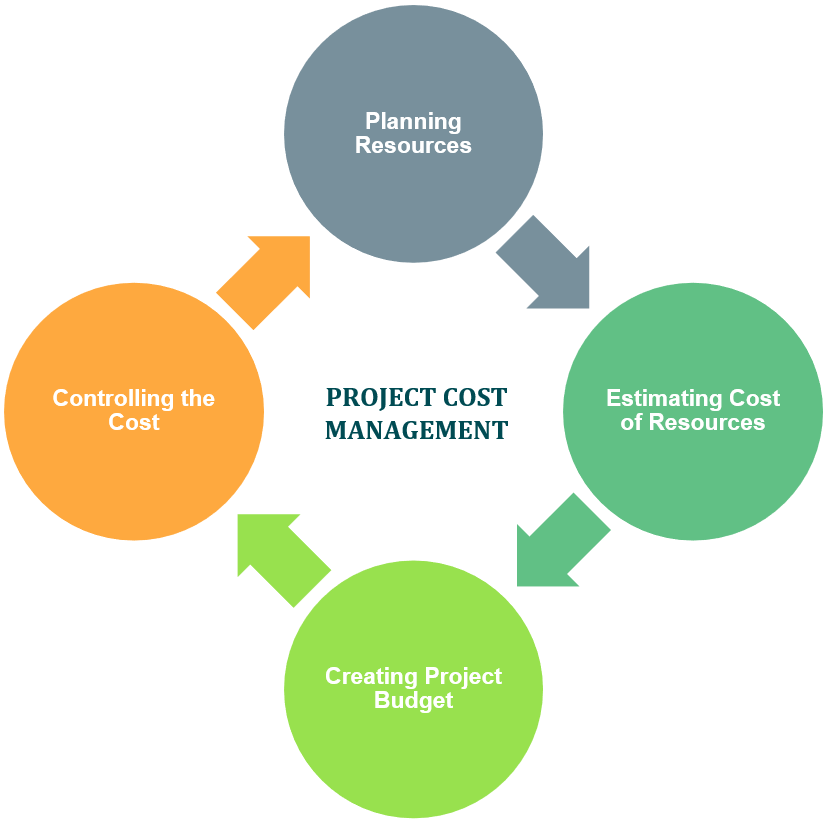 Planning
Resources
Estimating Cost
of Resources
Creating Project
Budget
Controlling the
Cost
PROJECT COST
MANAGEMENT